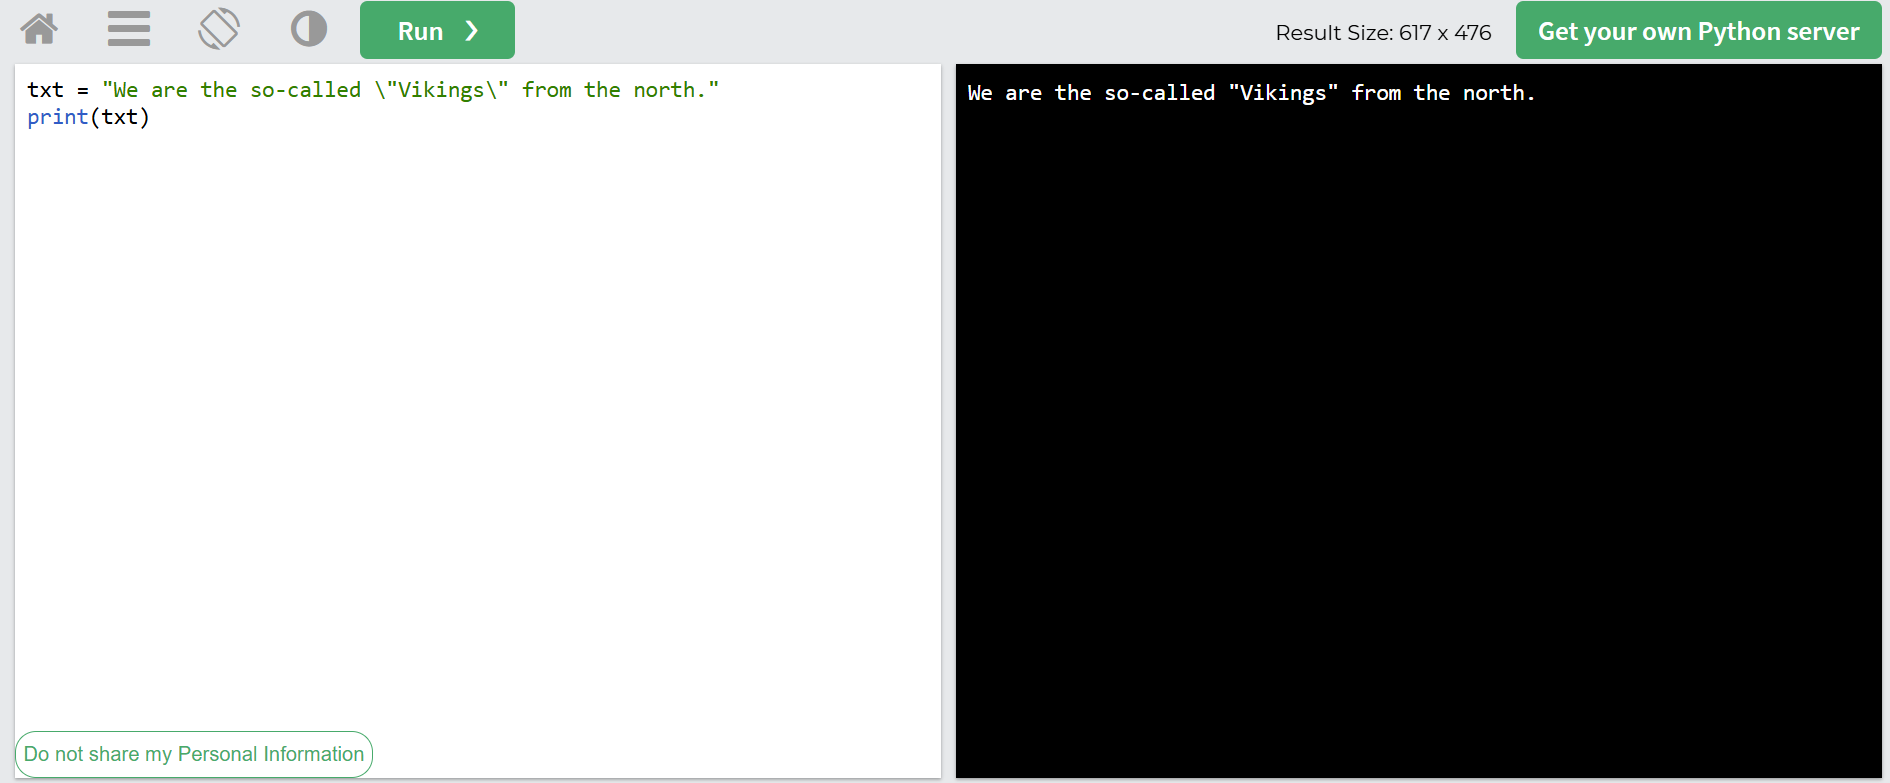 Run ❯
Result Size: 617 x 476
Get your own Python server
txt = "We are the so-called \"Vikings\" from the north."
print(txt)
We are the so-called "Vikings" from the north.
Do not share my Personal Information